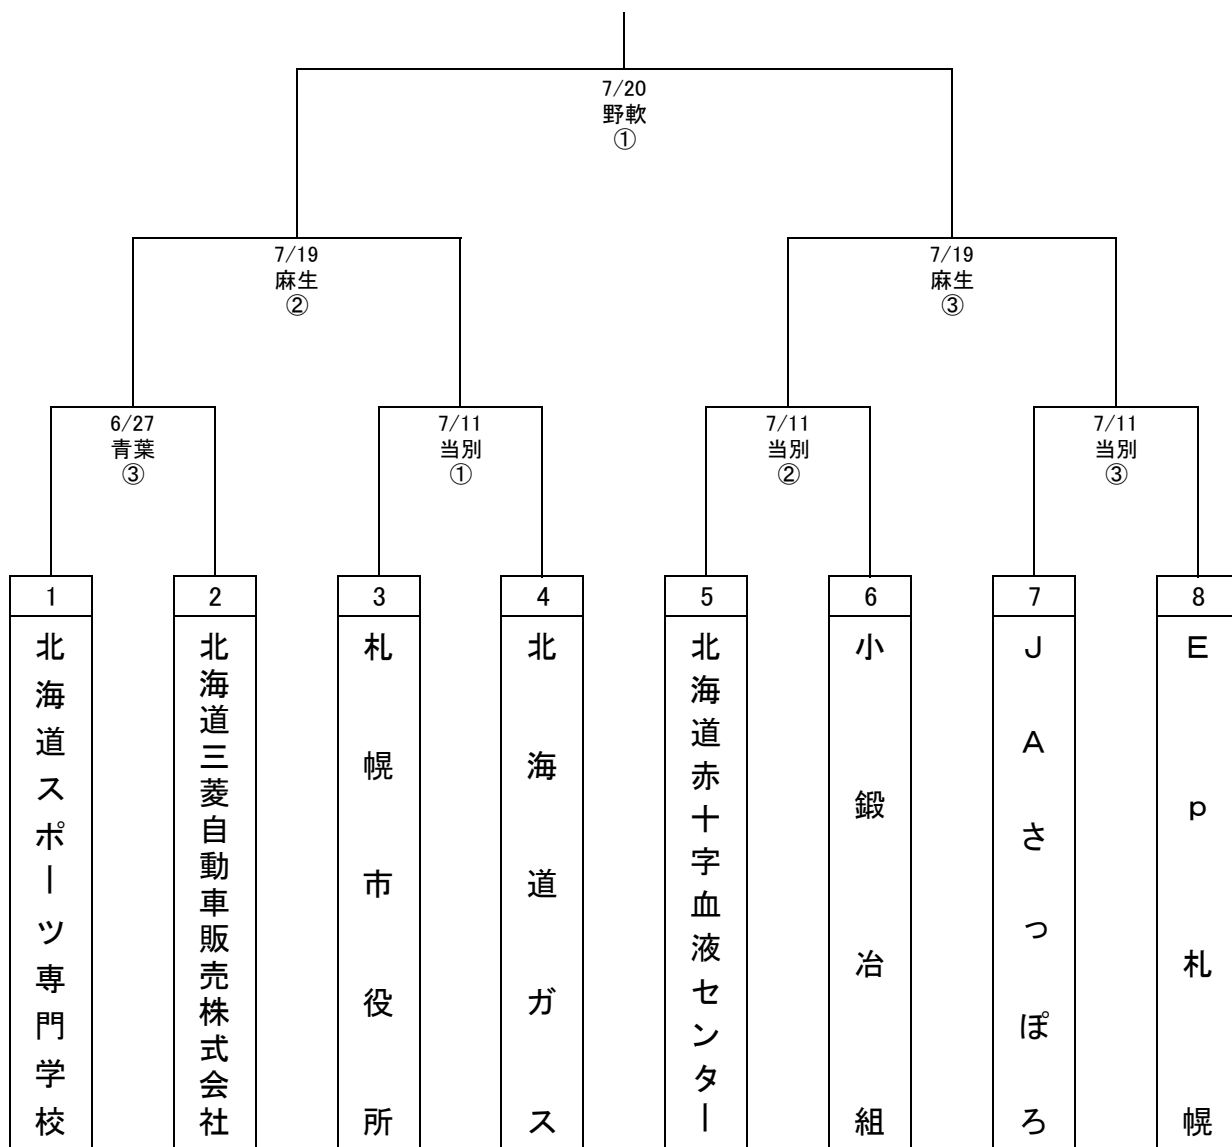 7/20
野軟
①
7/19
麻生
②
7/19
麻生
③
6/27
青葉
③
7/11
当別
①
7/11
当別
②
7/11
当別
③
1
2
3
4
5
6
7
8
北海道スポーツ専門学校
北海道三菱自動車販売株式会社
札幌市役所
北海道ガス
北海道赤十字血液センター
小鍛冶組
JAさっぽろ
Ep札幌